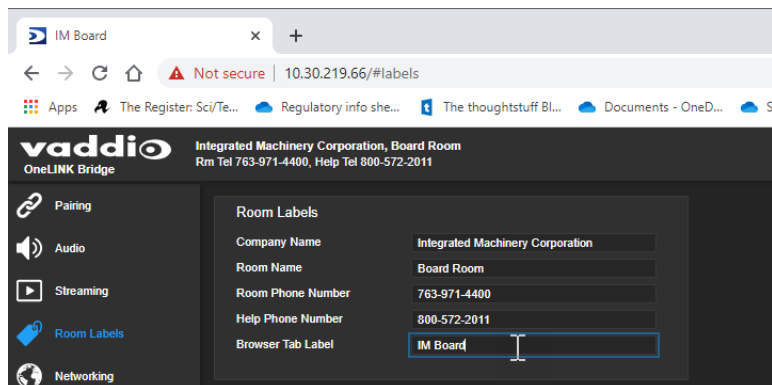 IM Board
Not secure | 10.30.219.66/#labels
Apps The Register: Sci/Te... Regulatory info she... The thoughtstuff Bl... Documents - OneD... S
vaddio
OneLINK Bridge
Integrated Machinery Corporation, Board Room
Rm Tel 763-971-4400, Help Tel 800-572-2011
Pairing
Audio
Streaming
Room Labels
Networking
Room Labels
Company Name Integrated Machinery Corporation
Room Name Board Room
Room Phone Number 763-971-4400
Help Phone Number 800-572-2011
Browser Tab Label IM Board